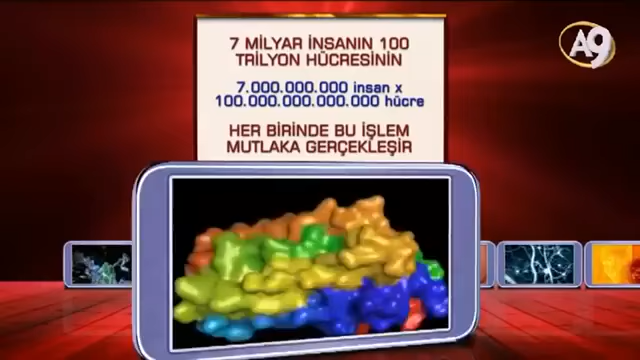 A9
7 MİLYAR İNSANIN 100
TRİLYON HÜCRESİNİN
7.000.000.000 insan x
100.000.000.000.000 hücre
HER BİRİNDE BU İŞLEM
MUTLAKA GERÇEKLEŞİR